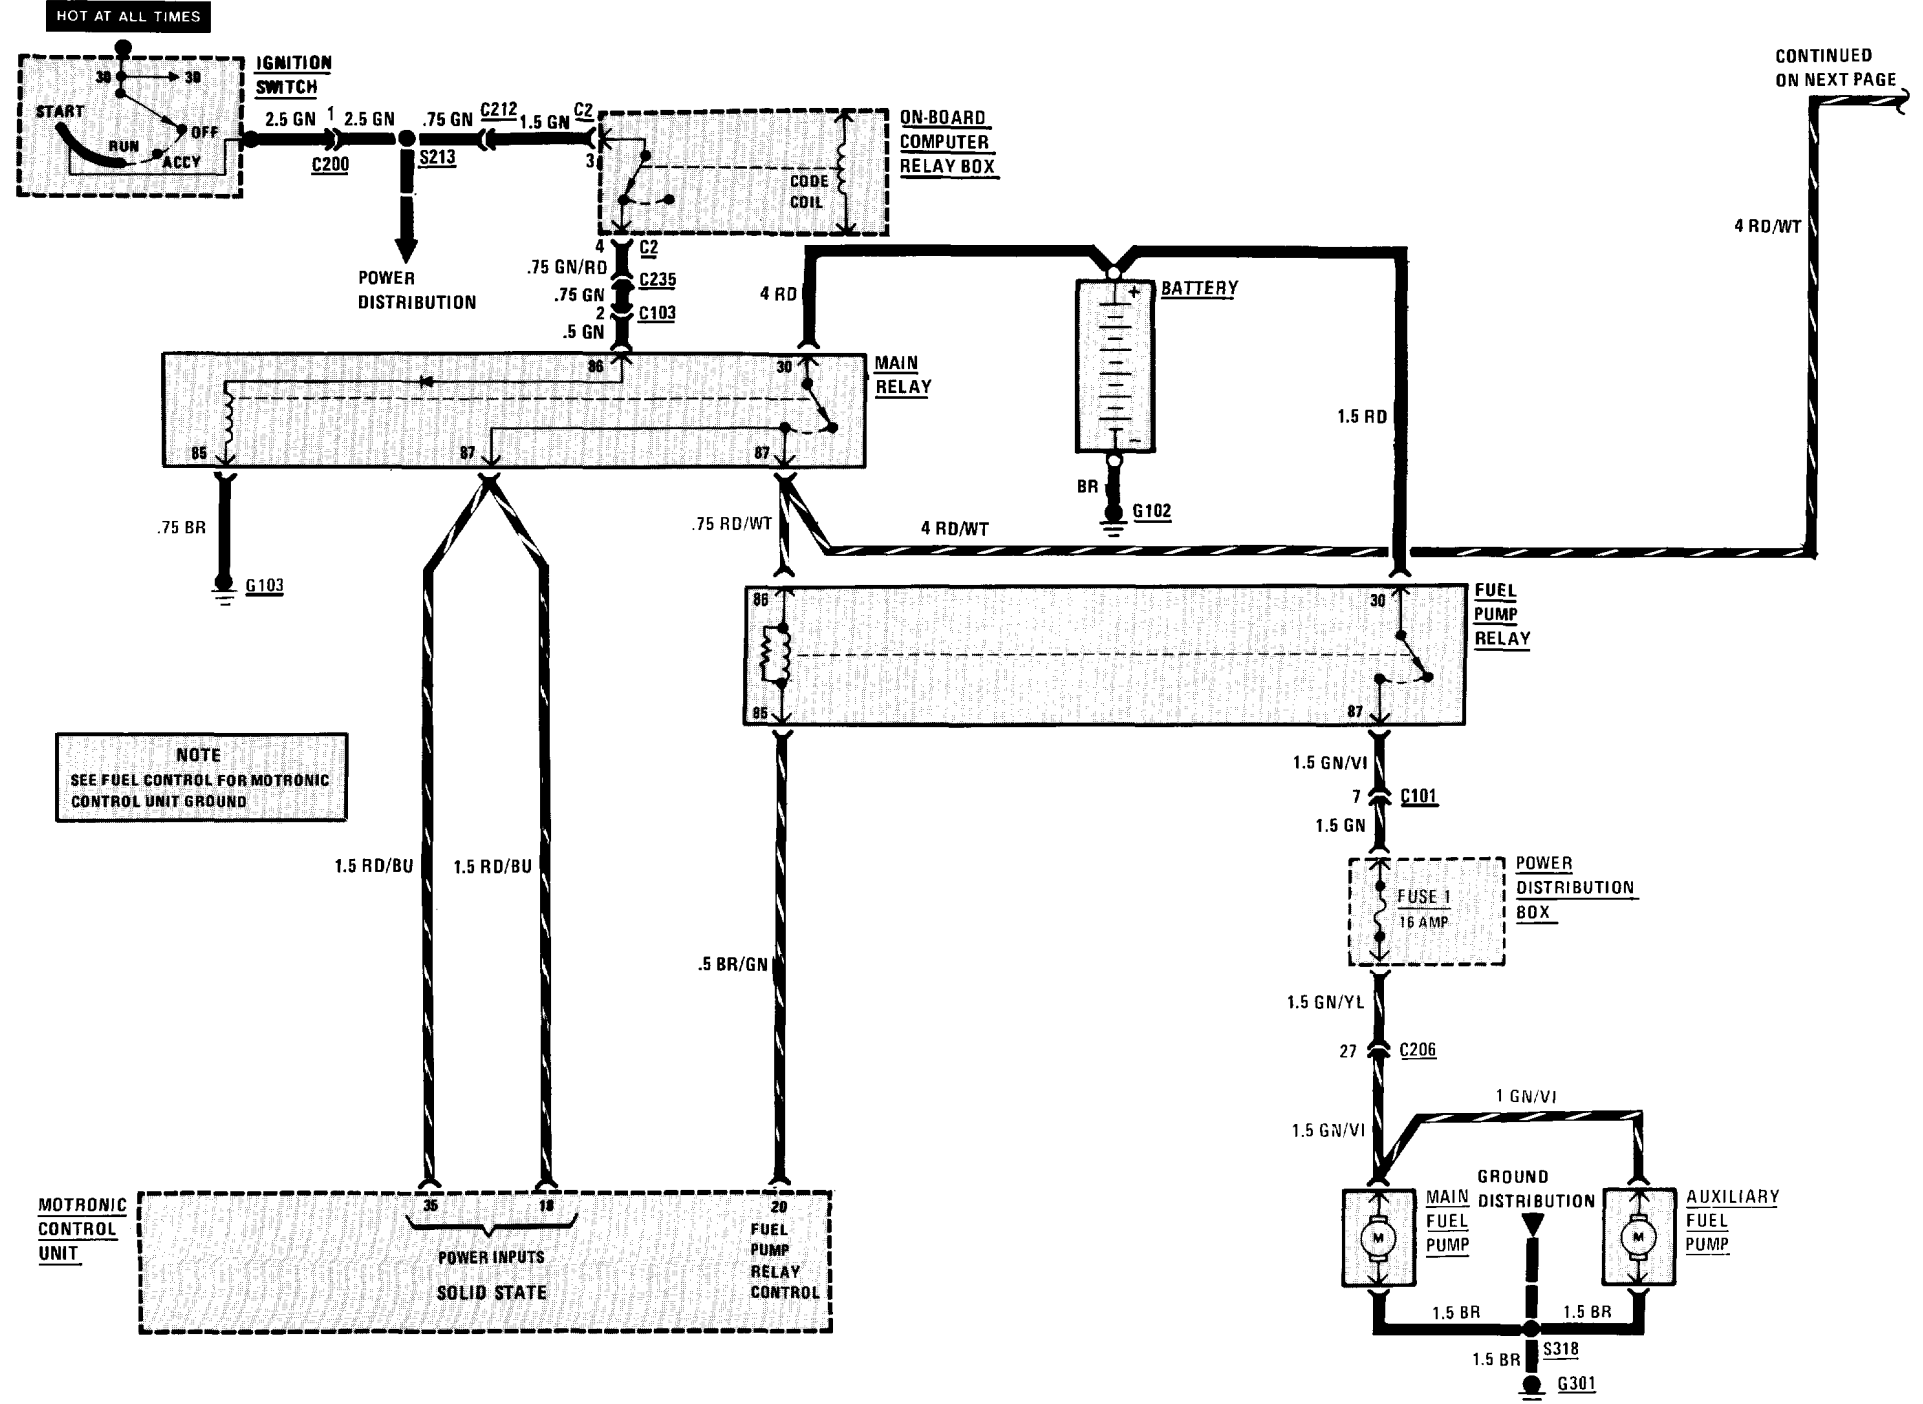 HOT AT ALL TIMES
IGNITION
SWITCH
30
30
START
OFF
RUN
ACCY
2.5 GN
1
2.5 GN
C200
S213
.75 GN
C212
1.5 GN
C2
3
POWER
DISTRIBUTION
ON-BOARD
COMPUTER
RELAY BOX
CODE
COIL
CONTINUED
ON NEXT PAGE
4 RD/WT
4
C2
.75 GN/RD
C235
.75 GN
2
C103
.5 GN
4 RD
+
BATTERY
-
BR
G102
1.5 RD
MAIN
RELAY
86
30
85
87
87
.75 BR
G103
.75 RD/WT
4 RD/WT
FUEL
PUMP
RELAY
86
30
85
87
NOTE
SEE FUEL CONTROL FOR MOTRONIC
CONTROL UNIT GROUND
1.5 RD/BU
1.5 RD/BU
.5 BR/GN
1.5 GN/VI
7
C101
1.5 GN
POWER
DISTRIBUTION
BOX
FUSE 1
16 AMP
1.5 GN/YL
27
C206
1.5 GN/VI
1 GN/VI
MOTRONIC
CONTROL
UNIT
35
18
20
POWER INPUTS
SOLID STATE
FUEL
PUMP
RELAY
CONTROL
MAIN
FUEL
PUMP
M
GROUND
DISTRIBUTION
AUXILIARY
FUEL
PUMP
M
1.5 BR
1.5 BR
S318
1.5 BR
G301